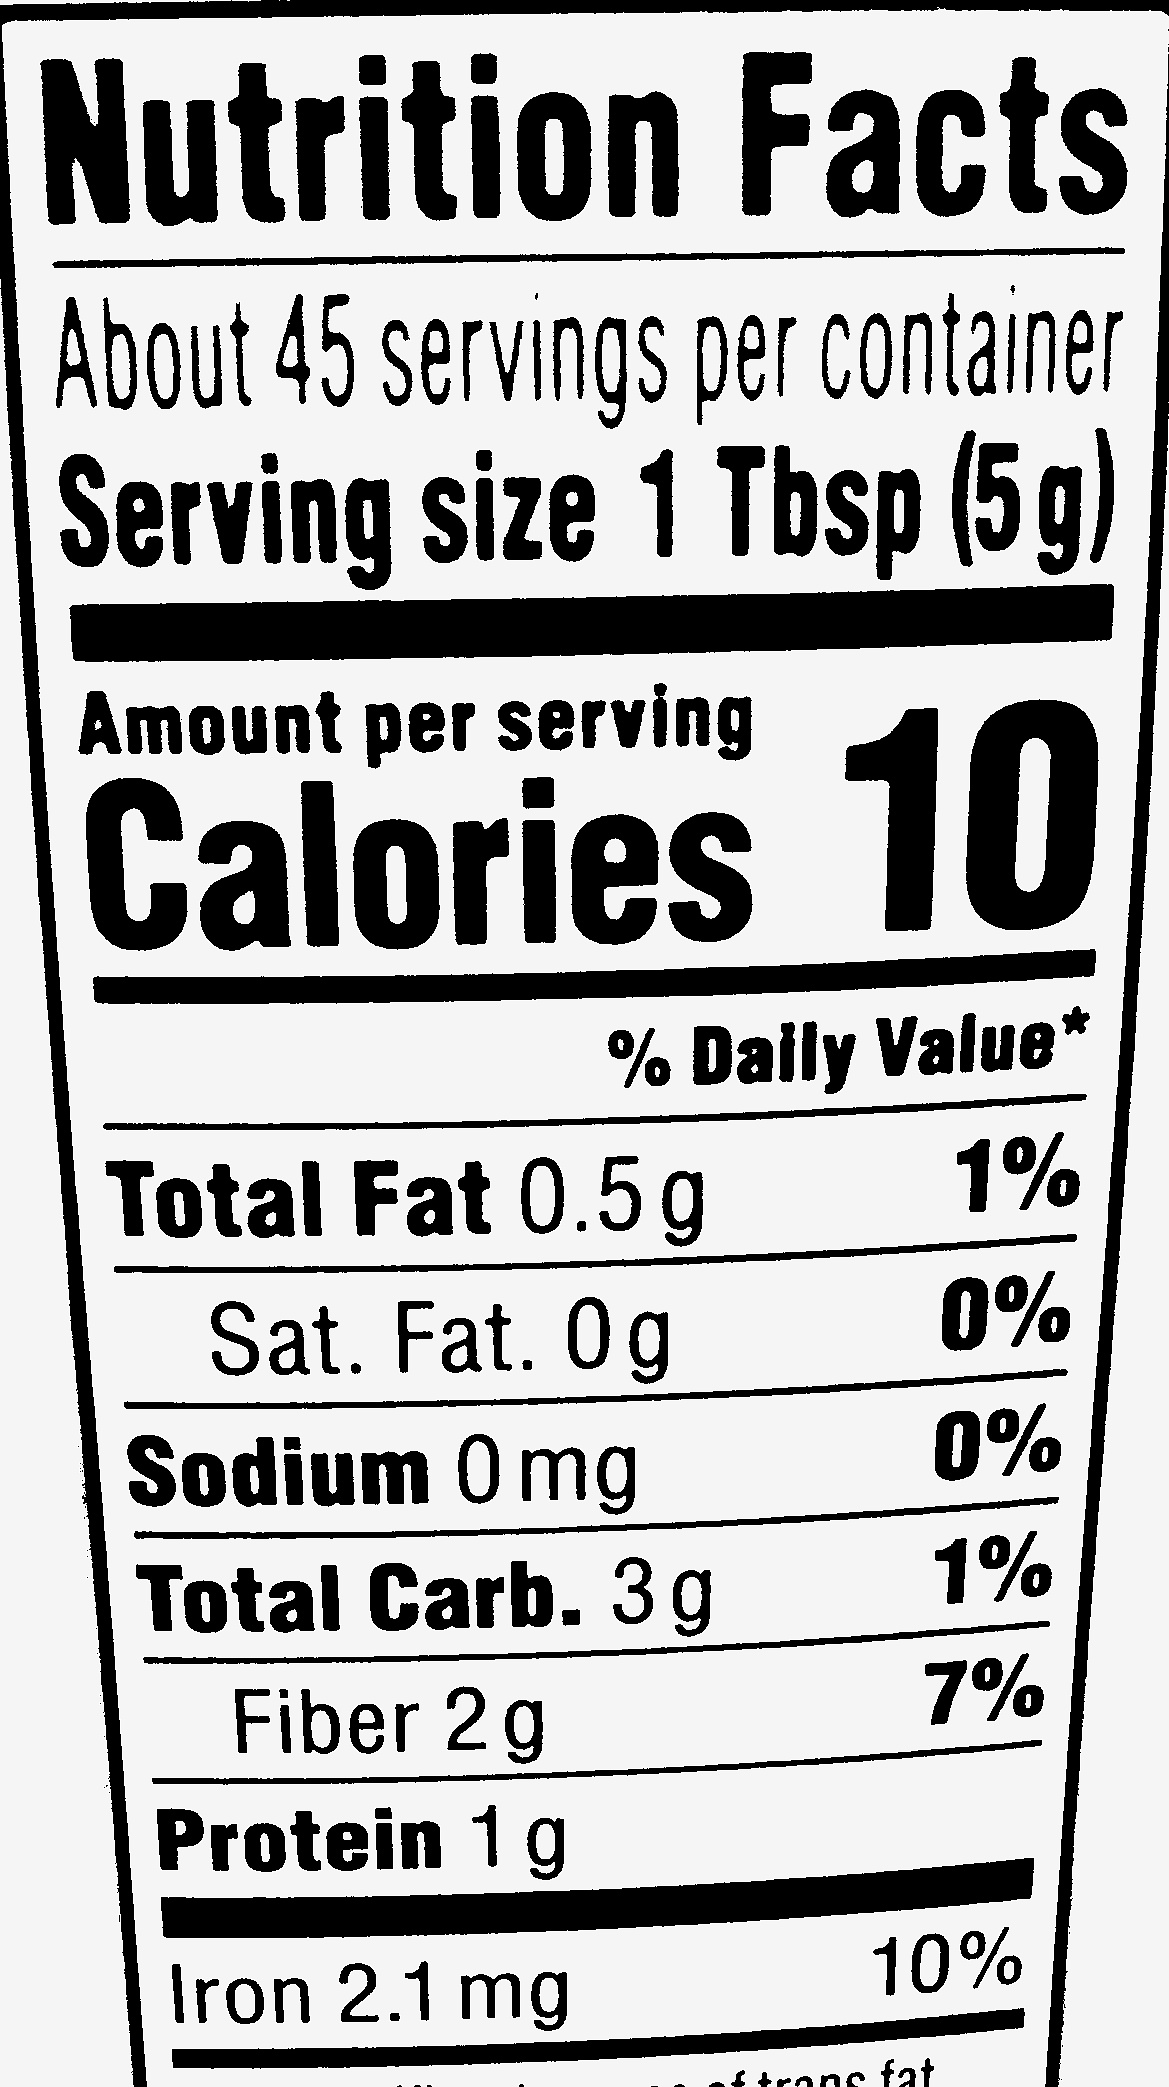 Nutrition Facts
About 45 servings per container
Serving size 1 Tbsp (5g)
Amount per serving
Calories 10
% Daily Value*
Total Fat 0.5g 1%
Sat. Fat. 0g 0%
Sodium 0mg 0%
Total Carb. 3g 1%
Fiber 2g 7%
Protein 1g
Iron 2.1mg 10%
of trans fat